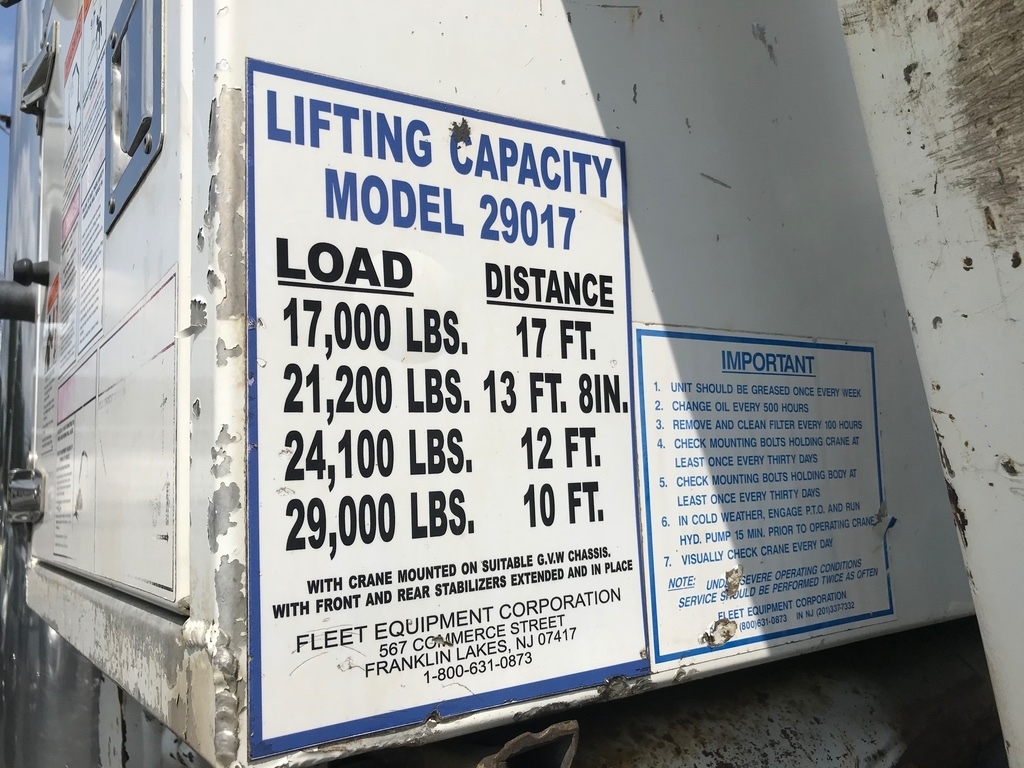 LIFTING CAPACITY
MODEL 29017
LOAD DISTANCE
17,000 LBS. 17 FT.
21,200 LBS. 13 FT. 8IN.
24,100 LBS. 12 FT.
29,000 LBS. 10 FT.
WITH CRANE MOUNTED ON SUITABLE G.V.W CHASSIS.
WITH FRONT AND REAR STABILIZERS EXTENDED AND IN PLACE
FLEET EQUIPMENT CORPORATION
567 COMMERCE STREET
FRANKLIN LAKES, NJ 07417
1-800-631-0873
IMPORTANT
1. UNIT SHOULD BE GREASED ONCE EVERY WEEK
2. CHANGE OIL EVERY 500 HOURS
3. REMOVE AND CLEAN FILTER EVERY 100 HOURS
4. CHECK MOUNTING BOLTS HOLDING CRANE AT
LEAST ONCE EVERY THIRTY DAYS
5. CHECK MOUNTING BOLTS HOLDING BODY AT
LEAST ONCE EVERY THIRTY DAYS
6. IN COLD WEATHER, ENGAGE P.T.O. AND RUN
HYD. PUMP 15 MIN. PRIOR TO OPERATING CRANE
7. VISUALLY CHECK CRANE EVERY DAY
NOTE: UNDER SEVERE OPERATING CONDITIONS
SERVICE SHOULD BE PERFORMED TWICE AS OFTEN
FLEET EQUIPMENT CORPORATION
(800)631-0873 IN NJ (201)337-7332